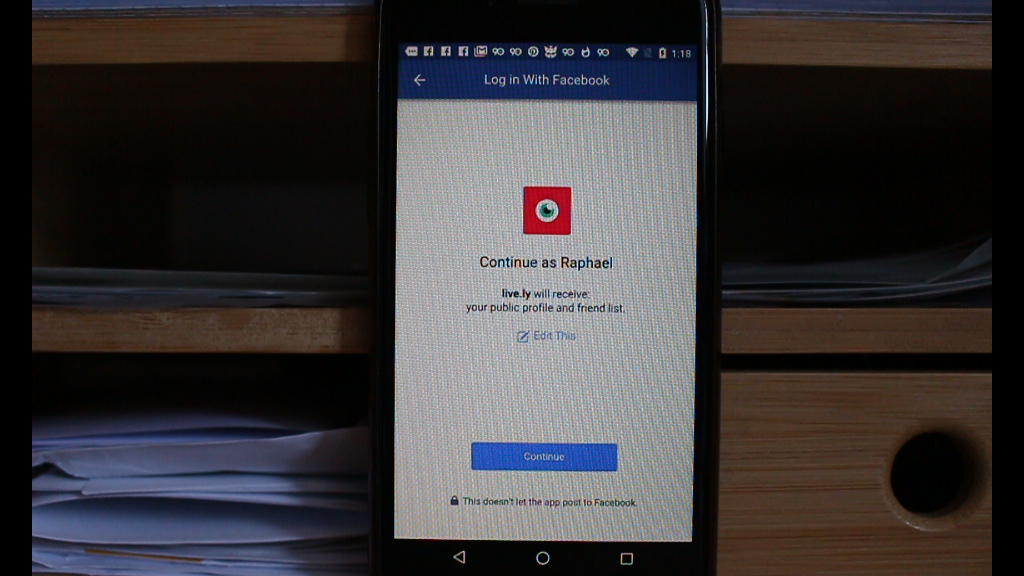 1:18
Log in With Facebook
Continue as Raphael
live.ly will receive:
your public profile and friend list.
Edit This
Continue
This doesn't let the app post to Facebook.